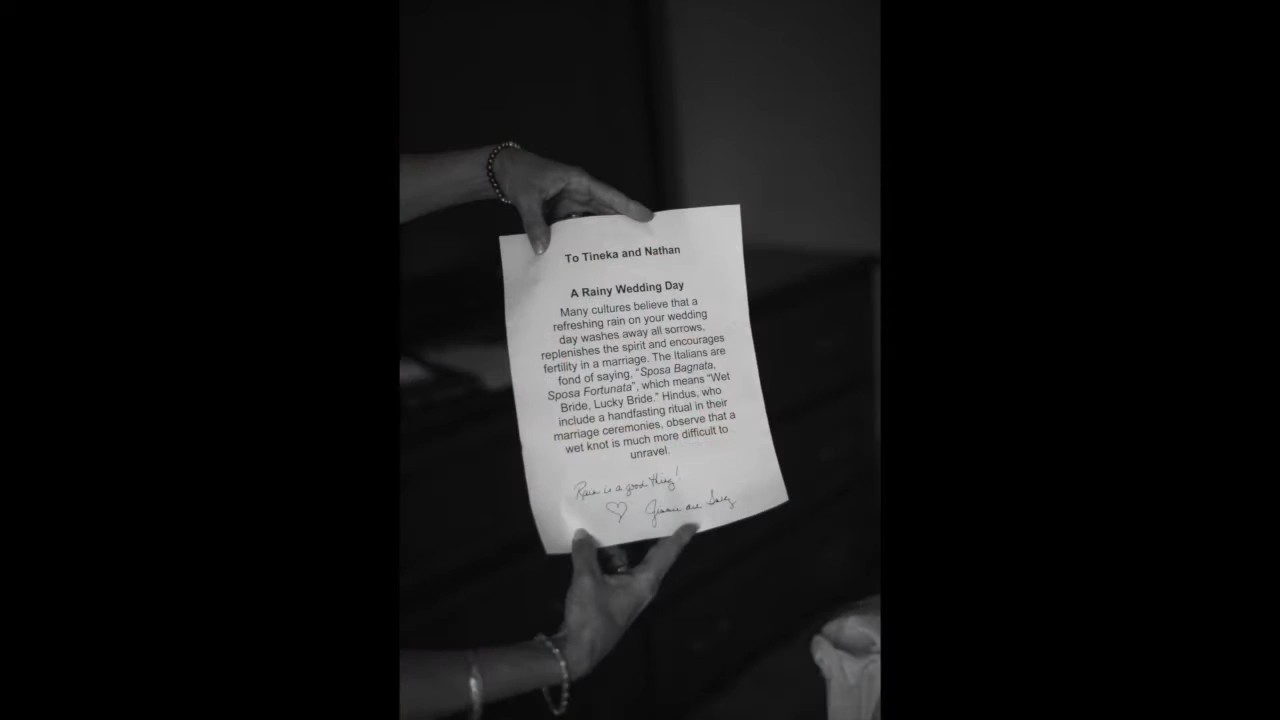 To Tineka and Nathan
A Rainy Wedding Day
Many cultures believe that a
refreshing rain on your wedding
day washes away all sorrows,
replenishes the spirit and encourages
fertility in a marriage. The Italians are
fond of saying, “Sposa Bagnata,
Sposa Fortunata”, which means “Wet
Bride, Lucky Bride.” Hindus, who
include a handfasting ritual in their
marriage ceremonies, observe that a
wet knot is much more difficult to
unravel.
Rain is a good thing!
and